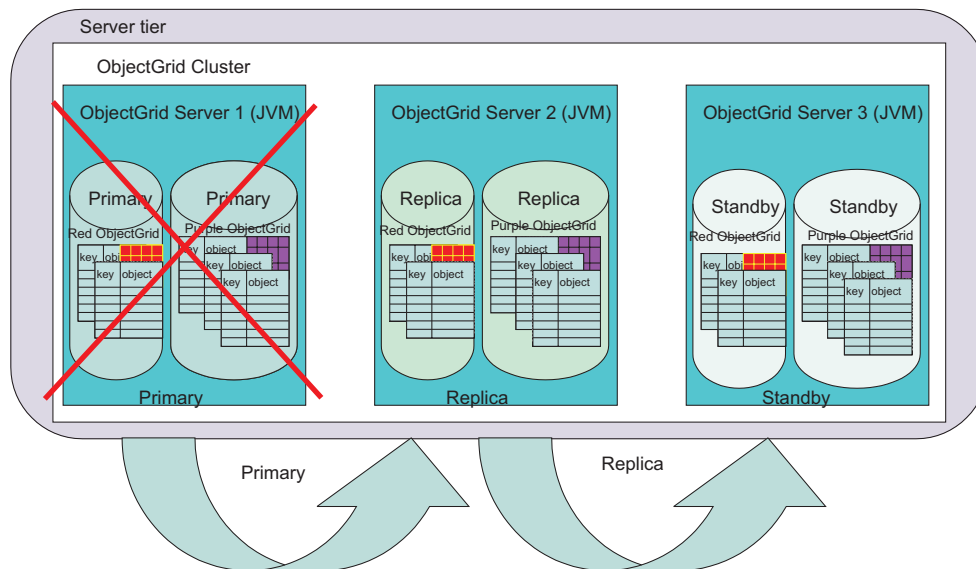 Server tier
ObjectGrid Cluster
ObjectGrid Server 1 (JVM)
Primary
Primary
Red ObjectGrid
Purple ObjectGrid
key obje
key object
key object
key object
key object
Primary
ObjectGrid Server 2 (JVM)
Replica
Replica
Red ObjectGrid
Purple ObjectGrid
key object
key object
key object
key object
key object
Replica
ObjectGrid Server 3 (JVM)
Standby
Standby
Red ObjectGrid
Purple ObjectGrid
key object
key object
key object
key object
key object
Standby
Primary
Replica